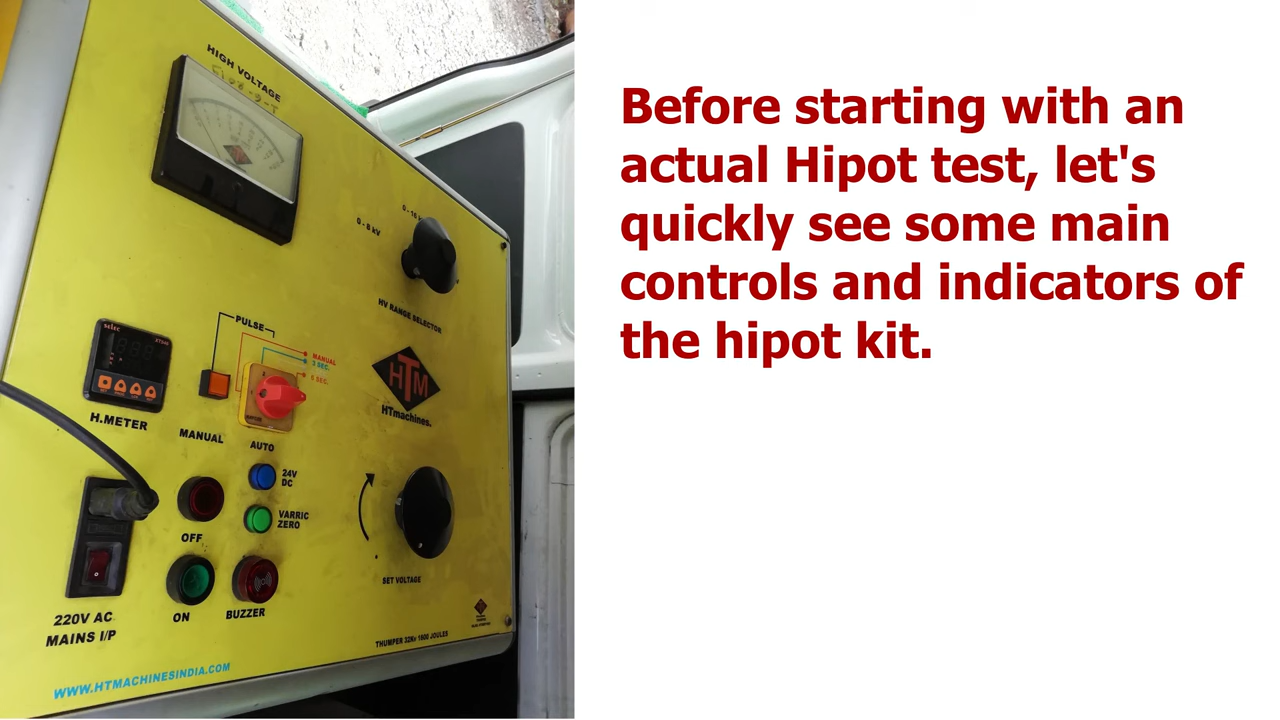 HIGH VOLTAGE
0 - 8 kV
HV RANGE SELECTOR
selec
PULSE
MANUAL
3 SEC.
6 SEC.
HTM
HTmachines.
H.METER
MANUAL
AUTO
24V
DC
VARRIC
ZERO
OFF
ON
BUZZER
SET VOLTAGE
220V AC
MAINS I/P
THUMPER 32Kv 1800 JOULES
WWW.HTMACHINESINDIA.COM
Before starting with an
actual Hipot test, let's
quickly see some main
controls and indicators of
the hipot kit.